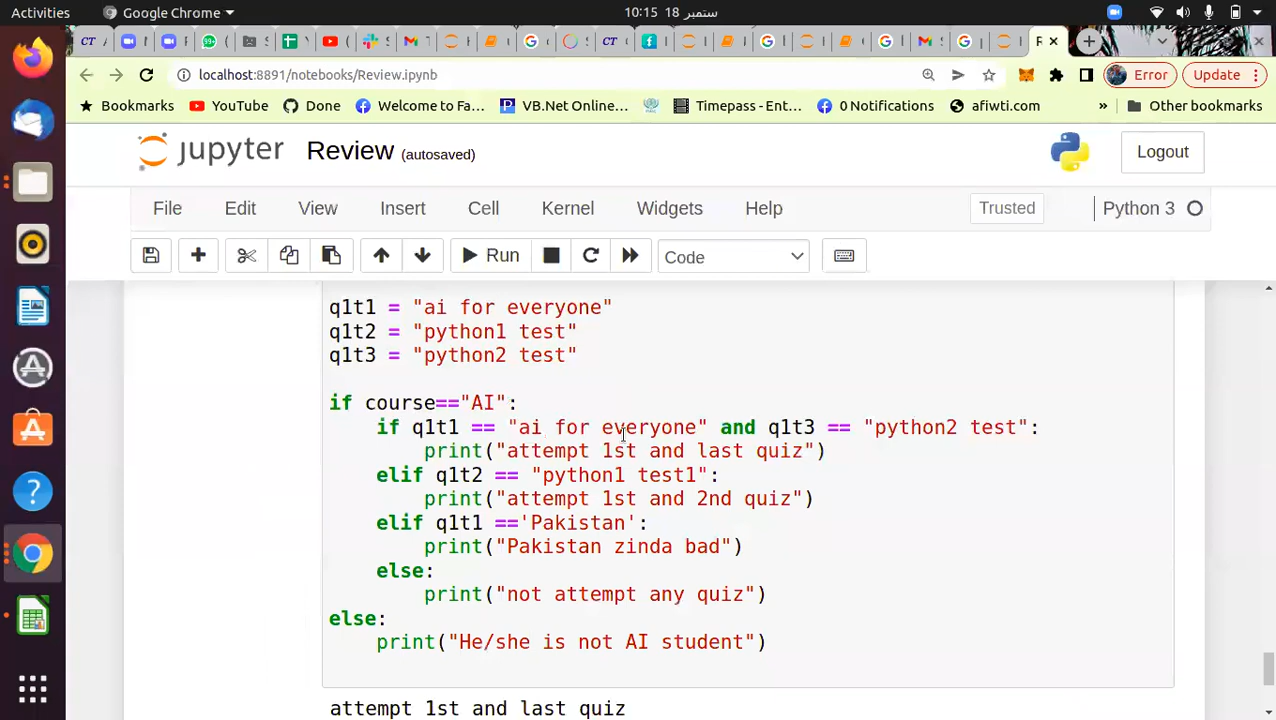 Activities
Google Chrome
10:15 18 ستمبر
localhost:8891/notebooks/Review.ipynb
Error
Update
Bookmarks
YouTube
Done
Welcome to Fa...
VB.Net Online...
Timepass - Ent...
0 Notifications
afiwti.com
»
Other bookmarks
jupyter
Review (autosaved)
Logout
File
Edit
View
Insert
Cell
Kernel
Widgets
Help
Trusted
Python 3
Run
Code
q1t1 = "ai for everyone"
q1t2 = "python1 test"
q1t3 = "python2 test"
if course=="AI":
if q1t1 == "ai for everyone" and q1t3 == "python2 test":
print("attempt 1st and last quiz")
elif q1t2 == "python1 test1":
print("attempt 1st and 2nd quiz")
elif q1t1 =='Pakistan':
print("Pakistan zinda bad")
else:
print("not attempt any quiz")
else:
print("He/she is not AI student")
attempt 1st and last quiz